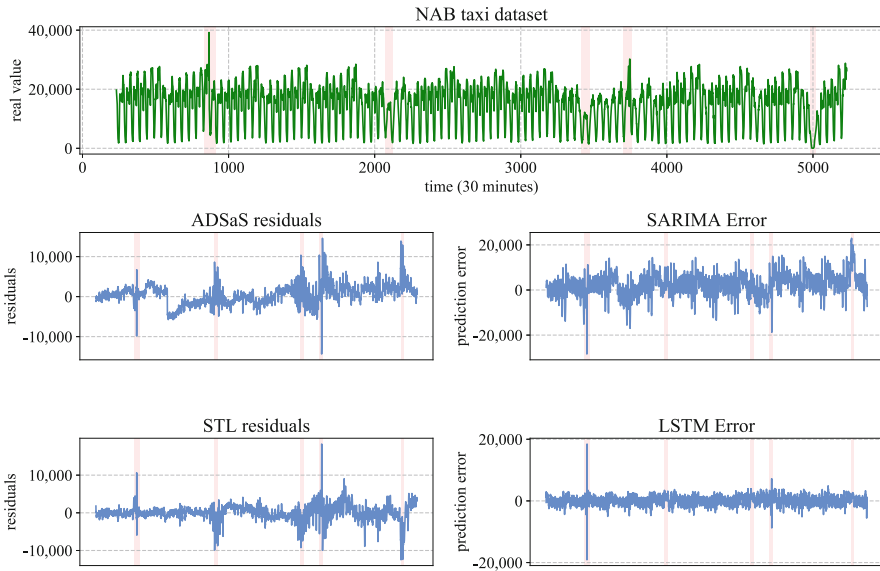 NAB taxi dataset
real value
40,000
20,000
0
0
1000
2000
3000
4000
5000
time (30 minutes)
ADSaS residuals
residuals
10,000
0
-10,000
SARIMA Error
prediction error
20,000
0
-20,000
STL residuals
residuals
10,000
0
-10,000
LSTM Error
prediction error
20,000
0
-20,000